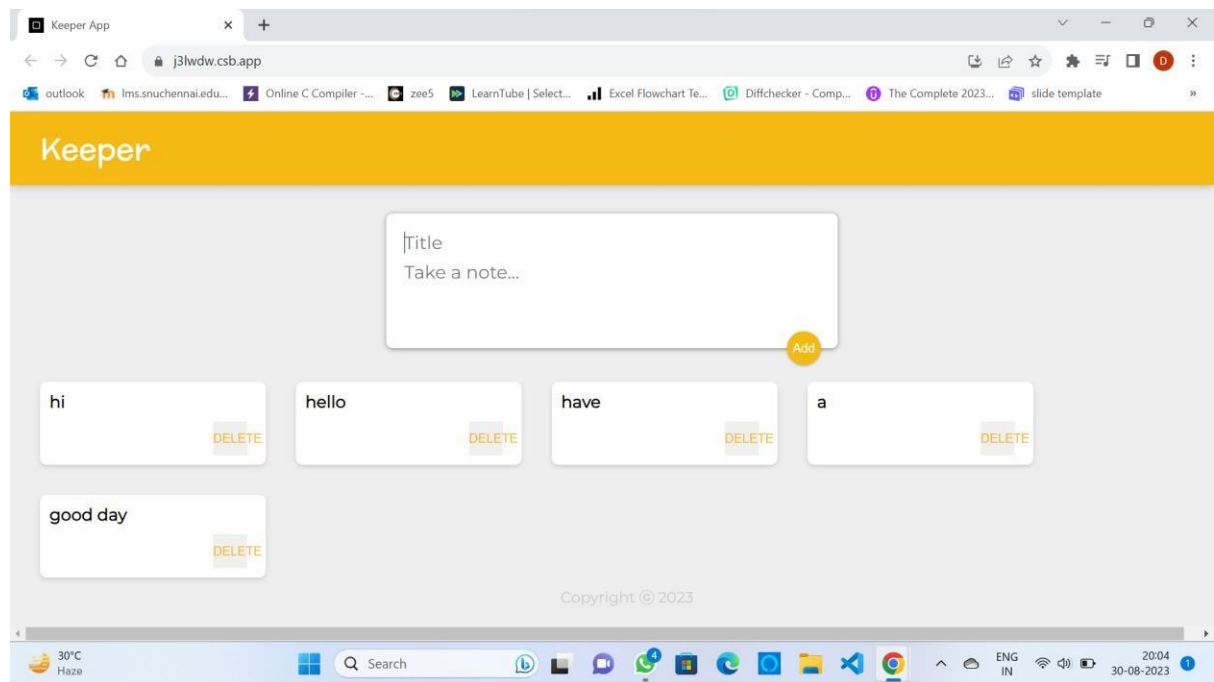 Keeper App
j3lwdw.csb.app
D
outlook lms.snuchennai.edu... Online C Compiler -... zee5 LearnTube | Select... Excel Flowchart Te... Diffchecker - Comp... The Complete 2023... slide template »
Keeper
Title
Take a note...
Add
hi hello have a
DELETE DELETE DELETE DELETE
good day
DELETE
Copyright ⓒ 2023
30°C
Haze
Search
4
ENG
IN
20:04
30-08-2023
1